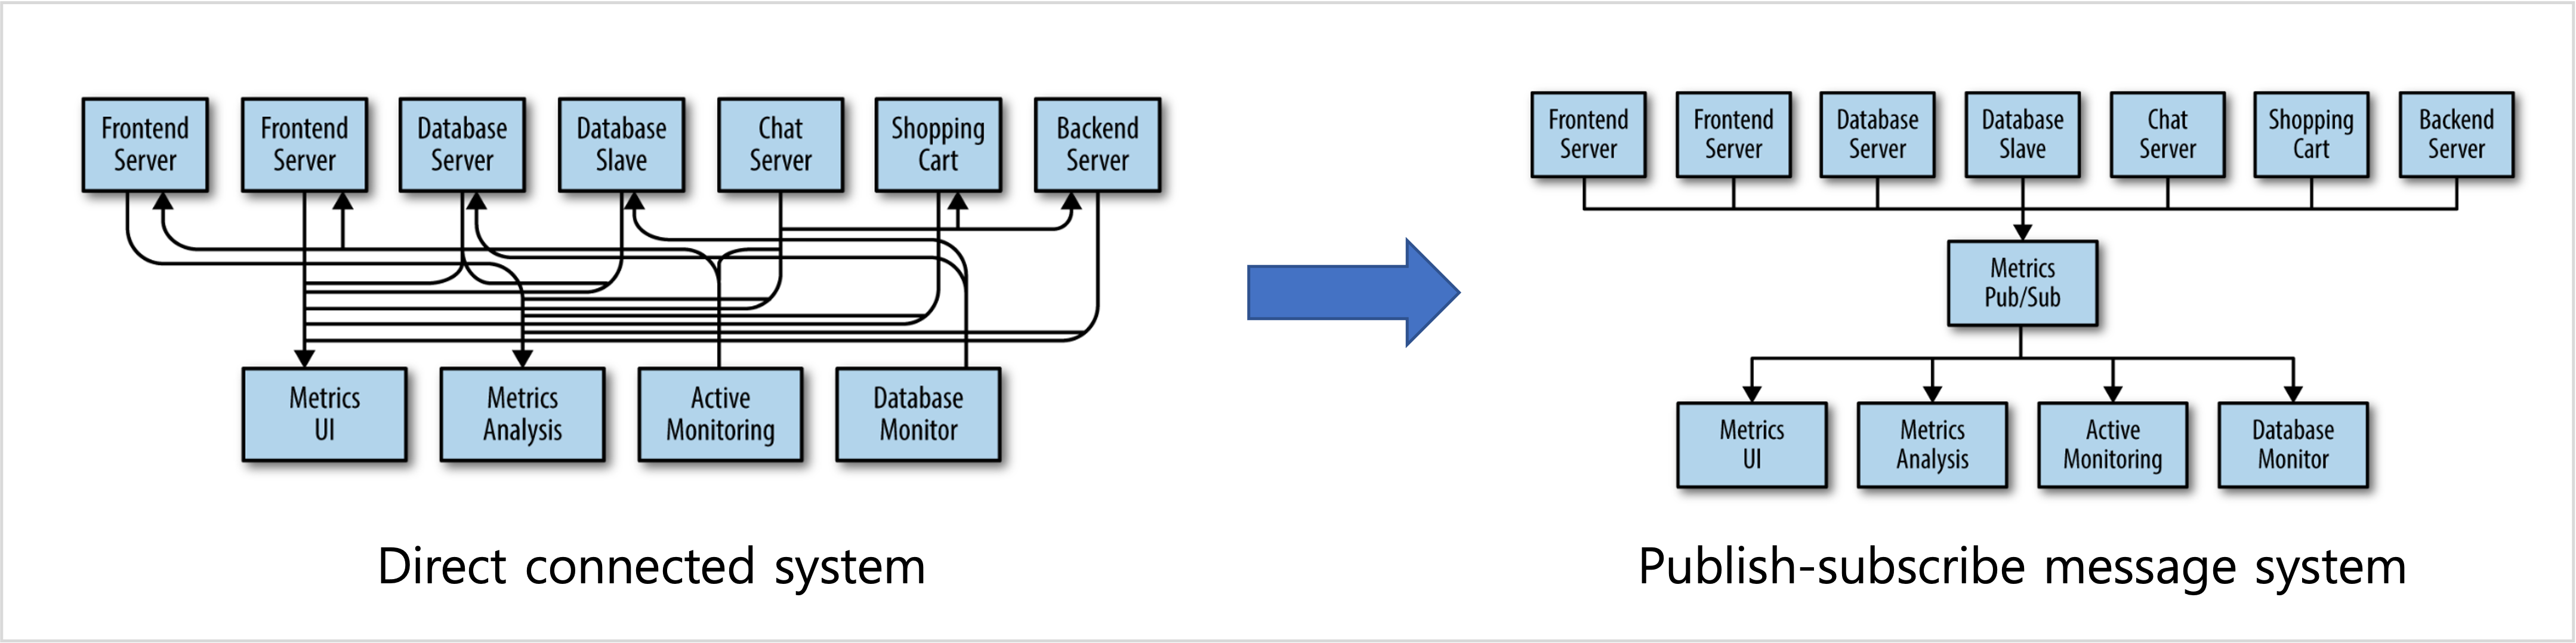 Frontend
Server
Frontend
Server
Database
Server
Database
Slave
Chat
Server
Shopping
Cart
Backend
Server
Metrics
UI
Metrics
Analysis
Active
Monitoring
Database
Monitor
Direct connected system
Frontend
Server
Frontend
Server
Database
Server
Database
Slave
Chat
Server
Shopping
Cart
Backend
Server
Metrics
Pub/Sub
Metrics
UI
Metrics
Analysis
Active
Monitoring
Database
Monitor
Publish-subscribe message system